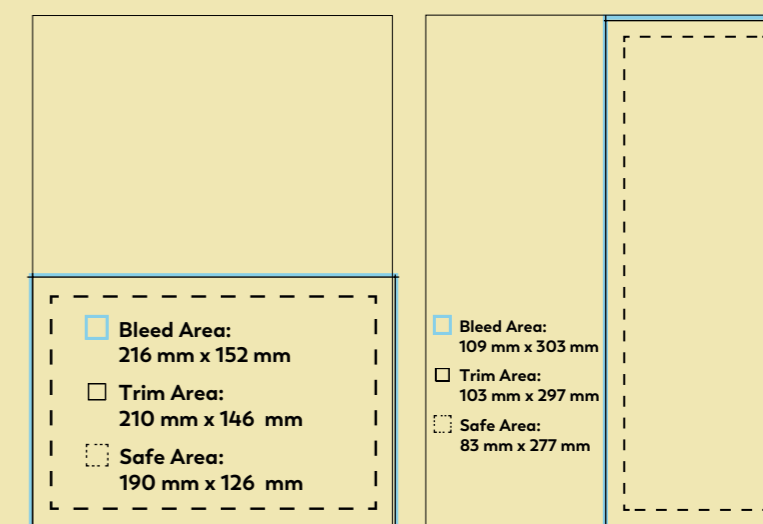 Bleed Area:
216 mm x 152 mm
Trim Area:
210 mm x 146  mm
Safe Area:
190 mm x 126  mm
Bleed Area:
109 mm x 303 mm
Trim Area:
103 mm x 297 mm
Safe Area:
83 mm x 277 mm